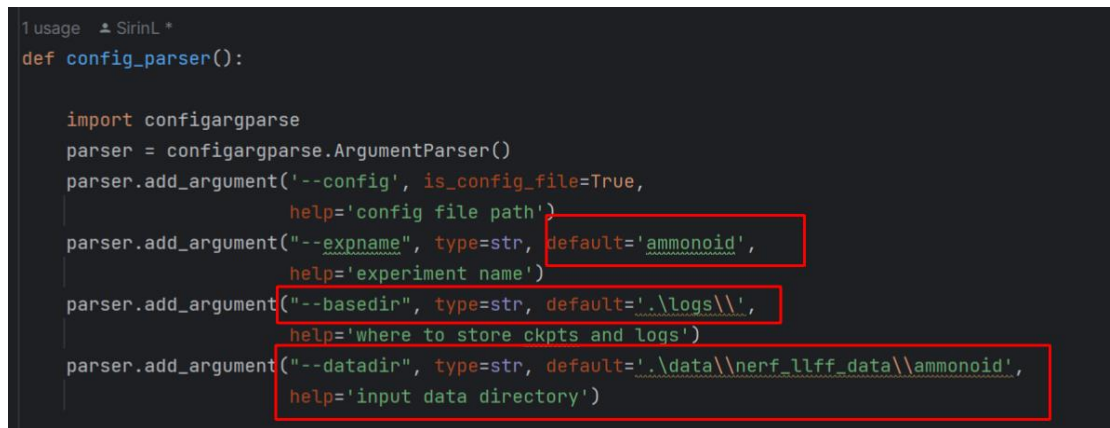 1 usage SirinL *
def config_parser():
import configargparse
parser = configargparse.ArgumentParser()
parser.add_argument('--config', is_config_file=True,
help='config file path')
parser.add_argument("--expname", type=str, default='ammonoid',
help='experiment name')
parser.add_argument("--basedir", type=str, default='.\logs\\',
help='where to store ckpts and logs')
parser.add_argument("--datadir", type=str, default='.\data\\nerf_llff_data\\ammonoid',
help='input data directory')